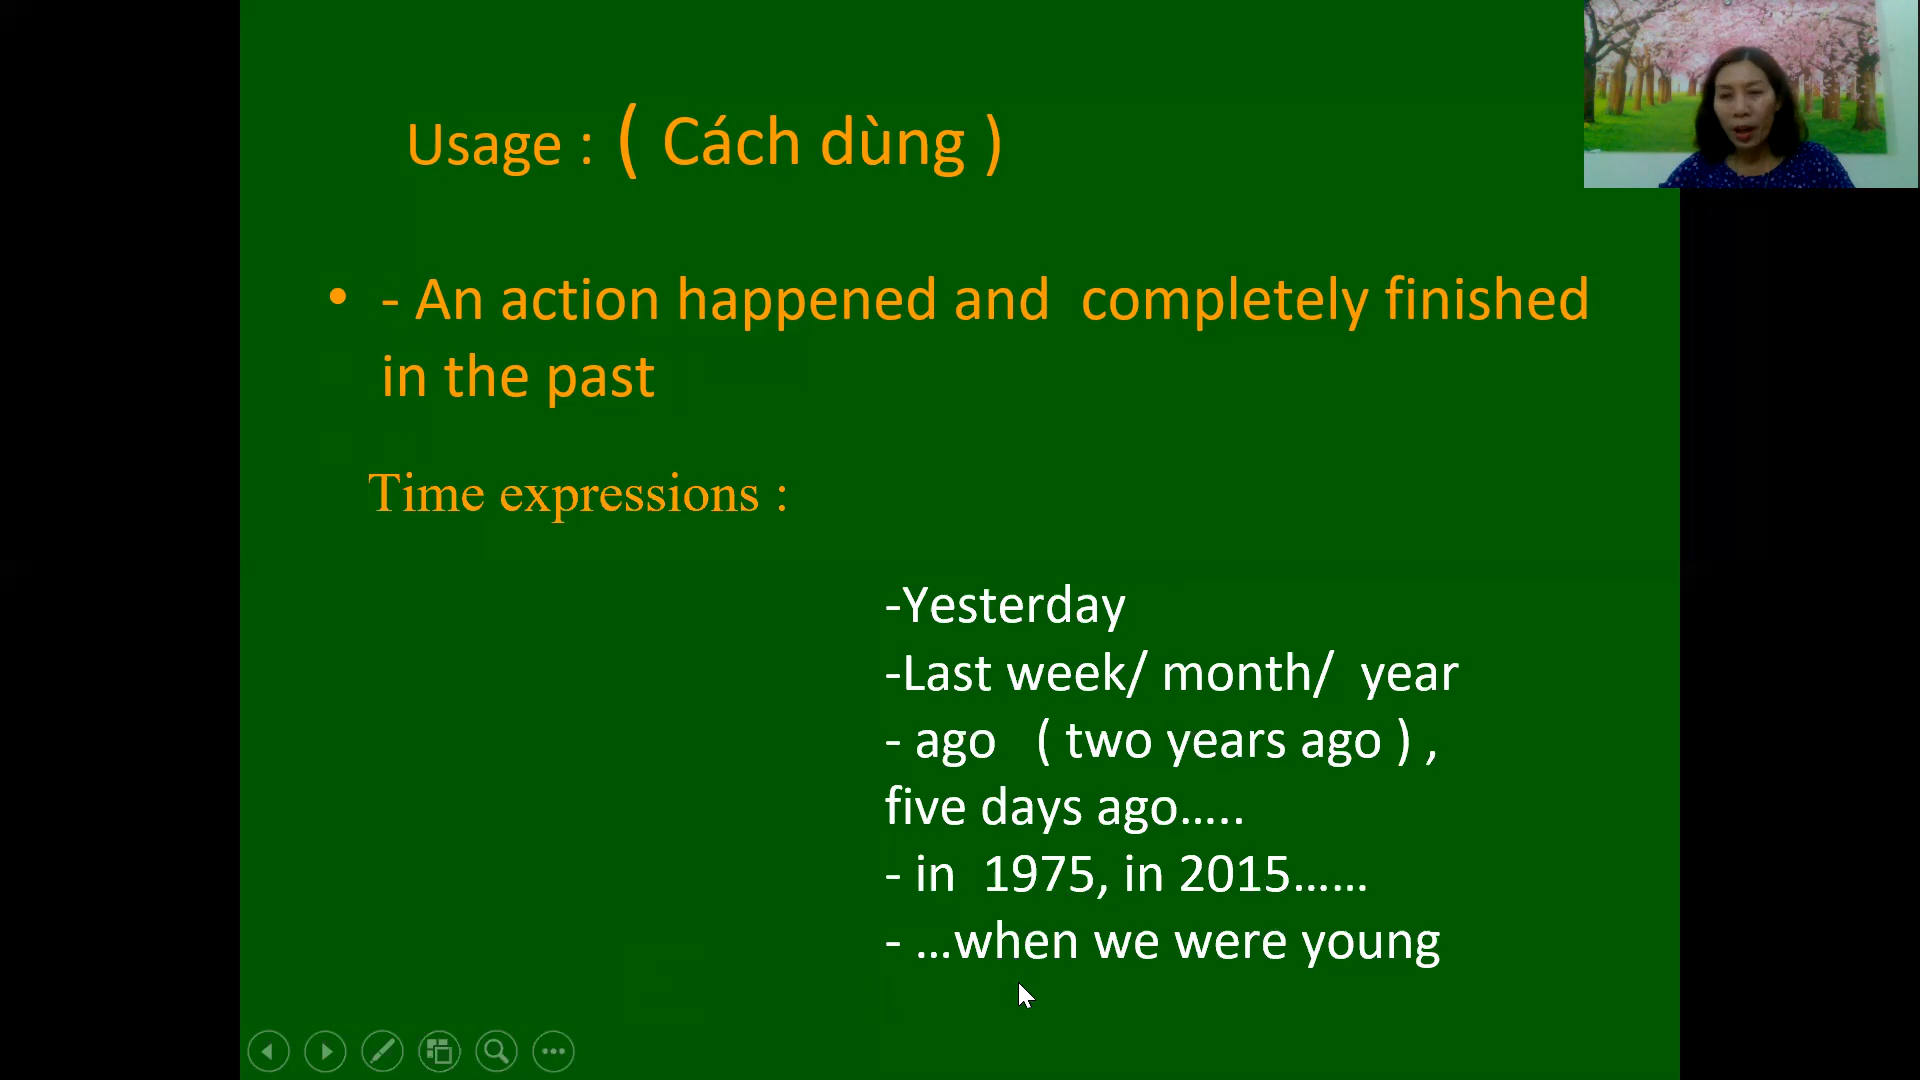 Usage : ( Cách dùng )
• - An action happened and completely finished
in the past
Time expressions :
-Yesterday
-Last week/ month/ year
- ago ( two years ago ) ,
five days ago…..
- in 1975, in 2015……
- …when we were young